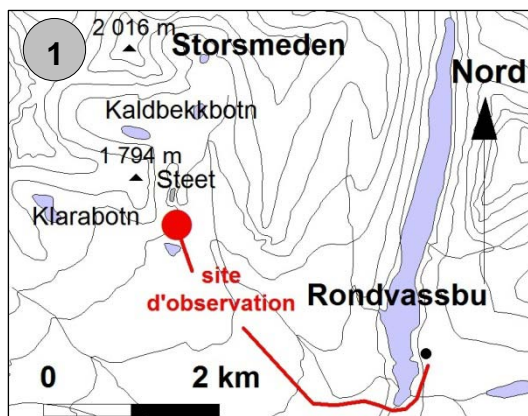 1
2 016 m
Storsmeden
Nord
Kaldbekkbotn
1 794 m
Steet
Klarabotn
site
d'observation
Rondvassbu
0
2 km